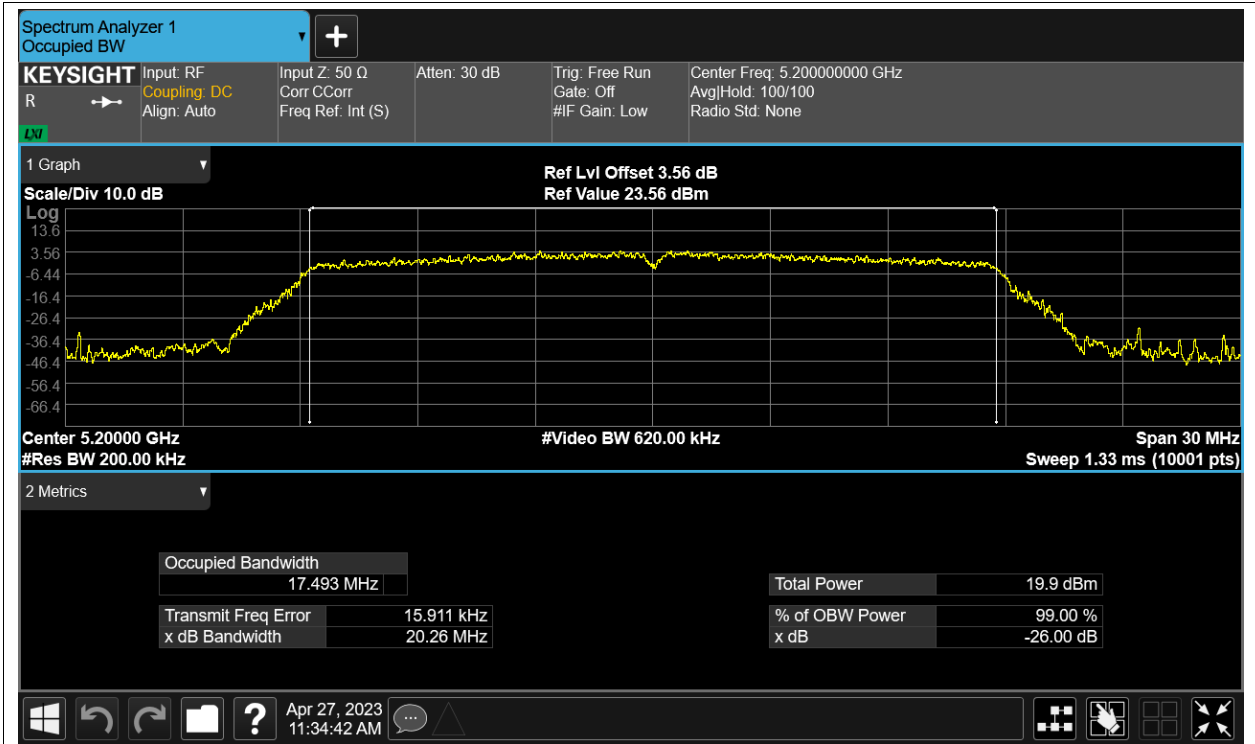 Spectrum Analyzer 1
Occupied BW
KEYSIGHT
R
LXI
Input: RF
Coupling: DC
Align: Auto
Input Z: 50 Ω
Corr CCorr
Freq Ref: Int (S)
Atten: 30 dB
Trig: Free Run
Gate: Off
#IF Gain: Low
Center Freq: 5.200000000 GHz
Avg|Hold: 100/100
Radio Std: None
1 Graph
Scale/Div 10.0 dB
Ref Lvl Offset 3.56 dB
Ref Value 23.56 dBm
Log
13.6
3.56
-6.44
-16.4
-26.4
-36.4
-46.4
-56.4
-66.4
Center 5.20000 GHz
#Video BW 620.00 kHz
Span 30 MHz
#Res BW 200.00 kHz
Sweep 1.33 ms (10001 pts)
2 Metrics
Occupied Bandwidth
17.493 MHz
Total Power 19.9 dBm
Transmit Freq Error 15.911 kHz
% of OBW Power 99.00 %
x dB Bandwidth 20.26 MHz
x dB -26.00 dB
?
Apr 27, 2023
11:34:42 AM